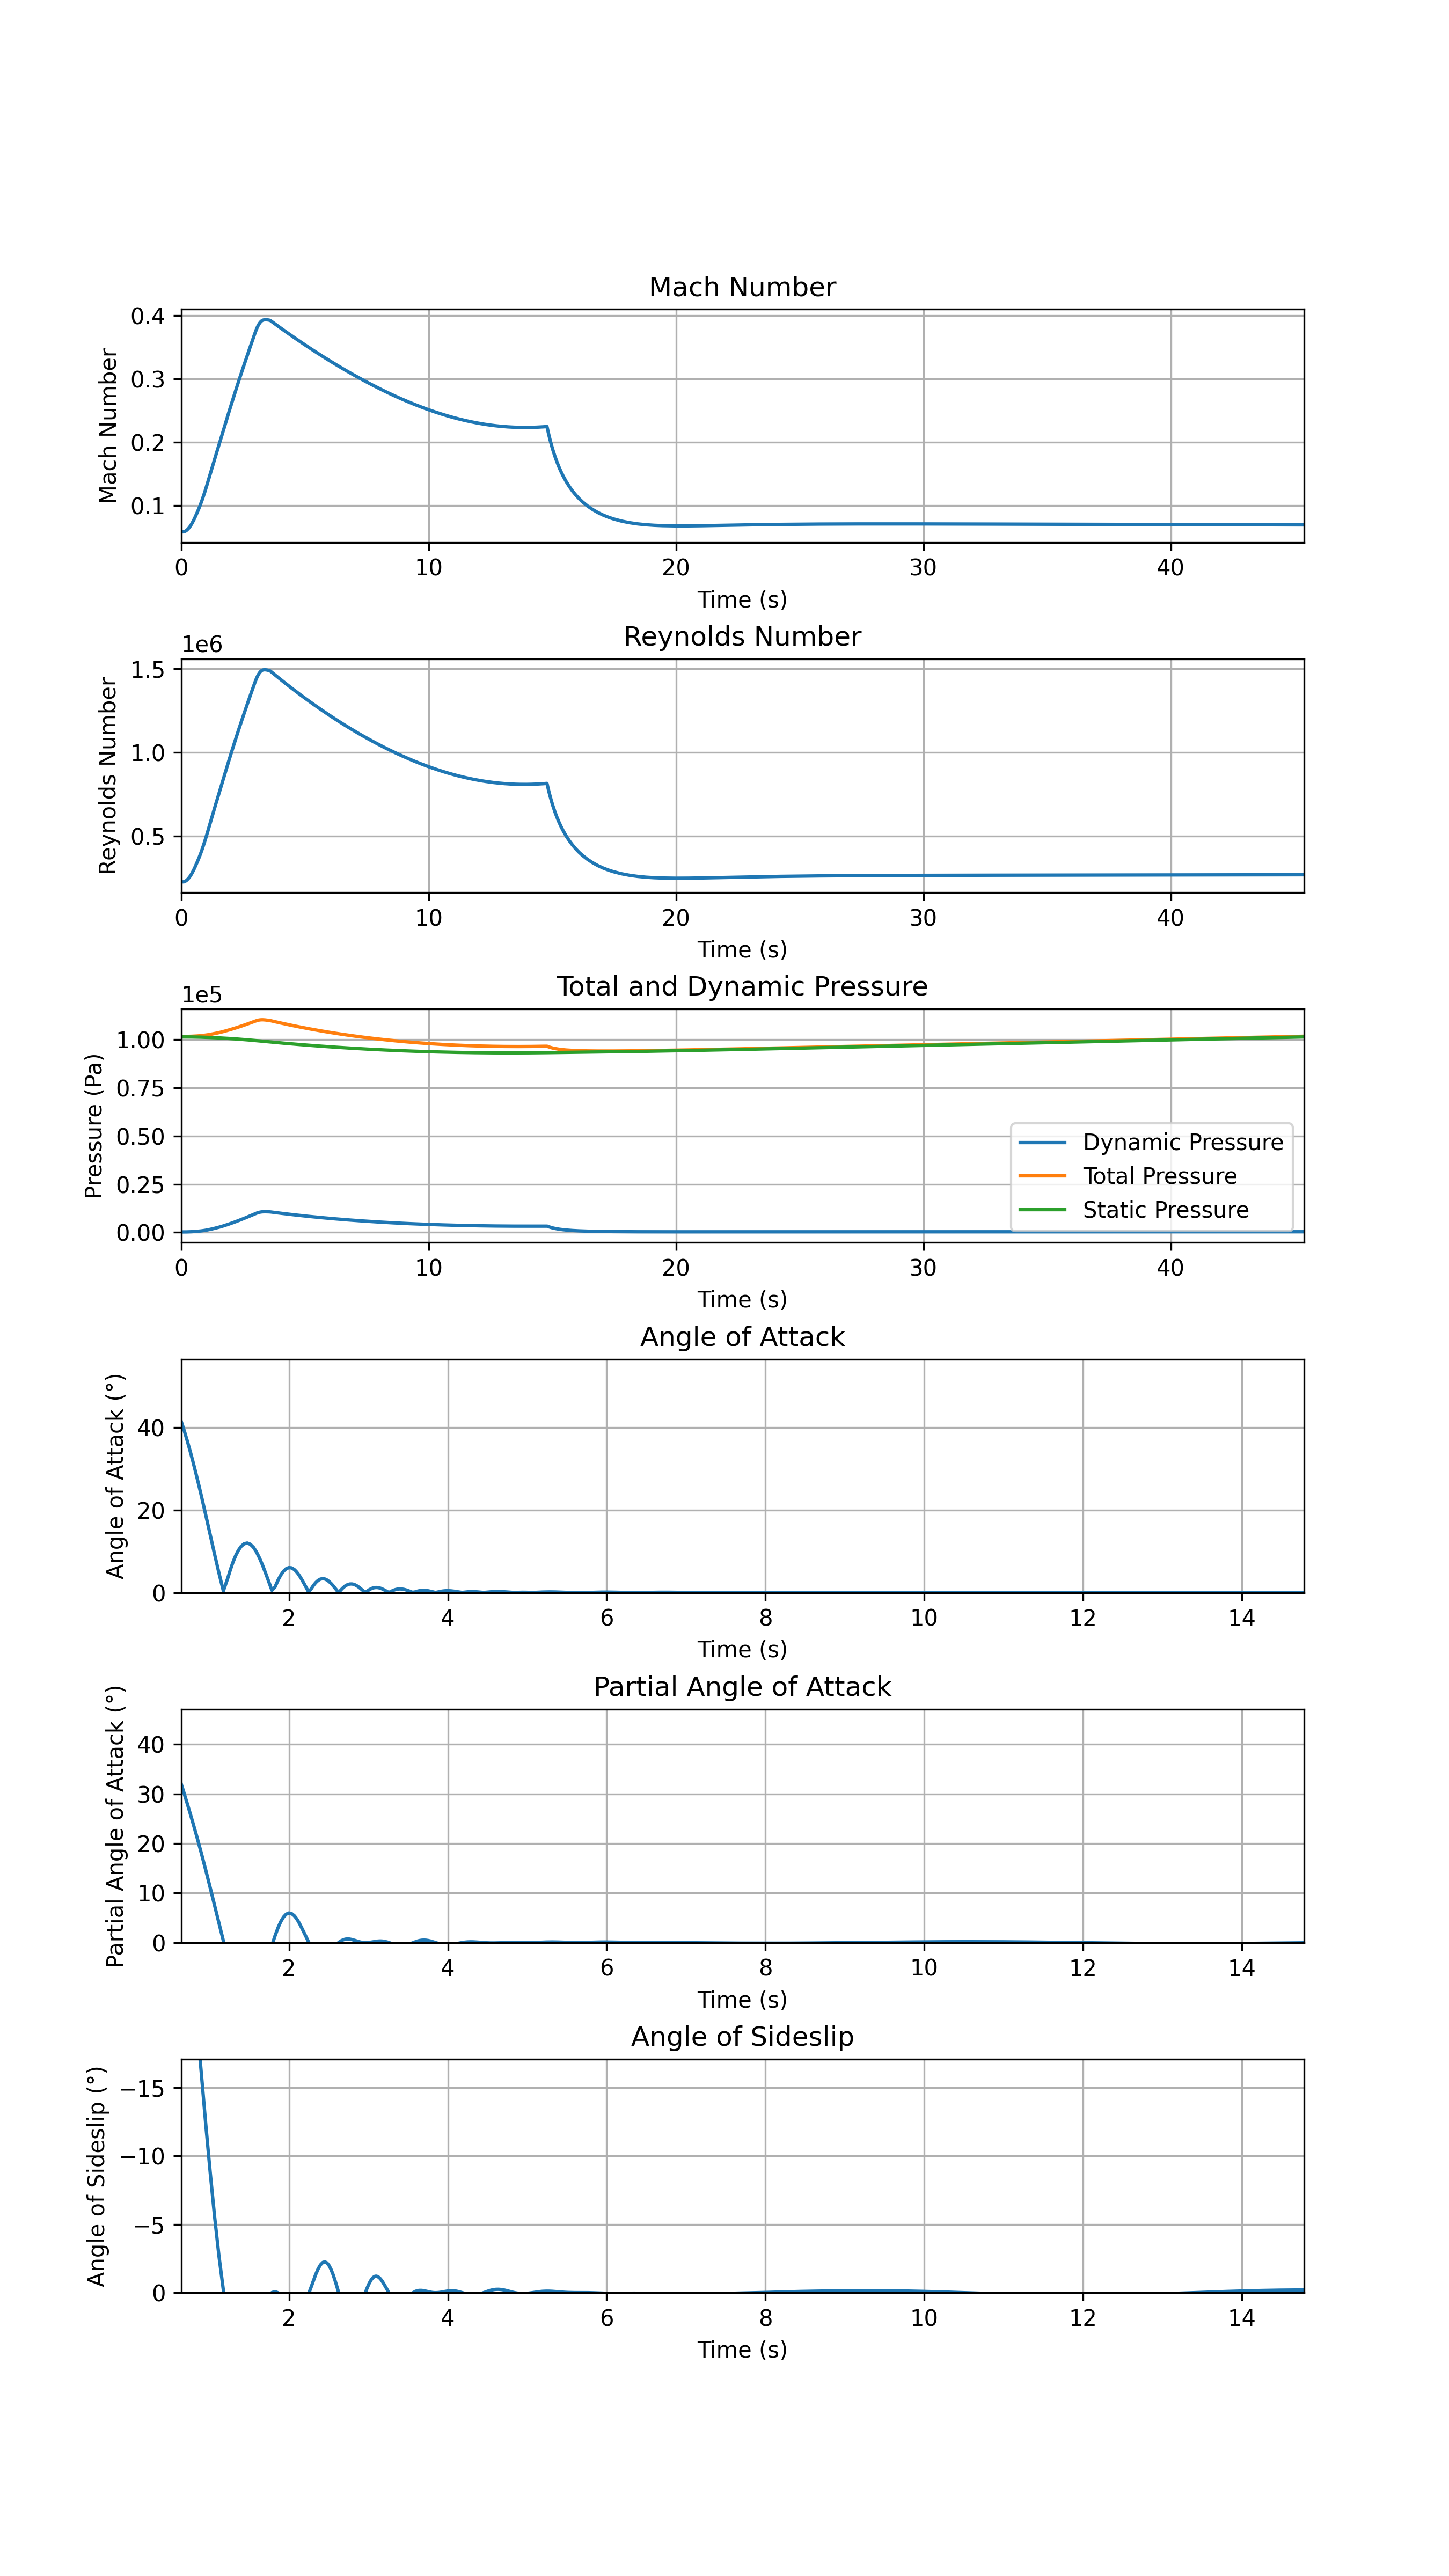 Mach Number
Mach Number
0.4
0.3
0.2
0.1
0 10 20 30 40
Time (s)
Reynolds Number
1e6
Reynolds Number
1.5
1.0
0.5
0 10 20 30 40
Time (s)
Total and Dynamic Pressure
1e5
Pressure (Pa)
1.00
0.75
0.50
0.25
0.00
Dynamic Pressure
Total Pressure
Static Pressure
0 10 20 30 40
Time (s)
Angle of Attack
Angle of Attack (°)
40
20
0
2 4 6 8 10 12 14
Time (s)
Partial Angle of Attack
Partial Angle of Attack (°)
40
30
20
10
0
2 4 6 8 10 12 14
Time (s)
Angle of Sideslip
Angle of Sideslip (°)
−15
−10
−5
0
2 4 6 8 10 12 14
Time (s)